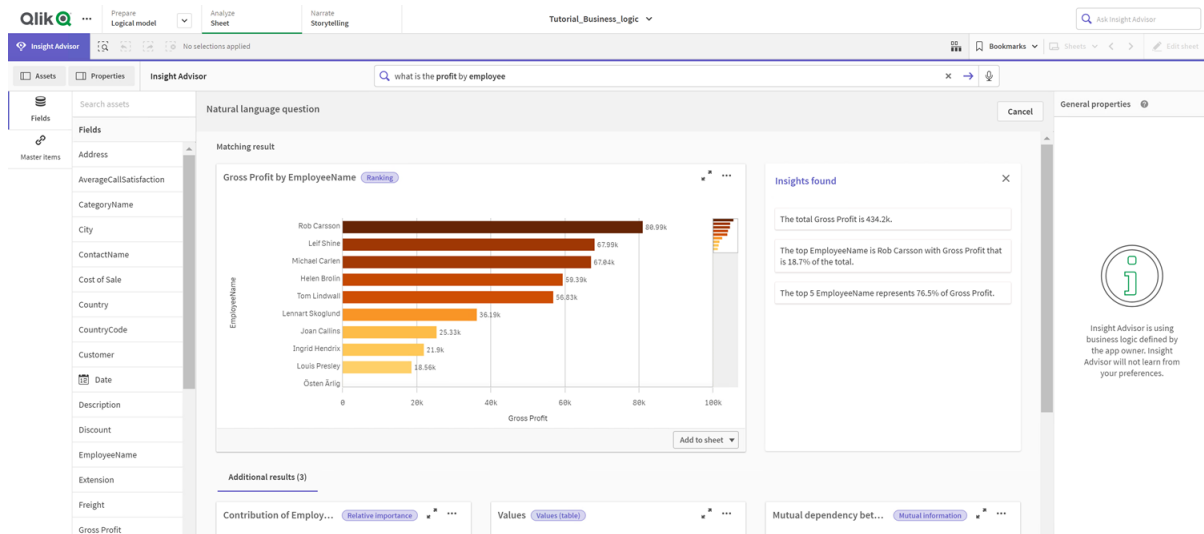 Qlik
Prepare
Logical model
Analyze
Sheet
Narrate
Storytelling
Tutorial_Business_logic
Ask Insight Advisor
Insight Advisor
No selections applied
Bookmarks
Sheets
Edit sheet
Assets
Properties
Insight Advisor
what is the profit by employee
Fields
Master items
Search assets
Fields
Address
AverageCallSatisfaction
CategoryName
City
ContactName
Cost of Sale
Country
CountryCode
Customer
Date
Description
Discount
EmployeeName
Extension
Freight
Gross Profit
Natural language question
Cancel
Matching result
Gross Profit by EmployeeName Ranking
EmployeeName
Rob Carsson 80.99k
Leif Shine 67.99k
Michael Carlen 67.04k
Helen Brolin 59.39k
Tom Lindwall 56.83k
Lennart Skoglund 36.19k
Joan Callins 25.33k
Ingrid Hendrix 21.9k
Louis Presley 18.56k
Östen Ärlig
0 20k 40k 60k 80k 100k
Gross Profit
Add to sheet
Insights found
The total Gross Profit is 434.2k.
The top EmployeeName is Rob Carsson with Gross Profit that
is 18.7% of the total.
The top 5 EmployeeName represents 76.5% of Gross Profit.
Additional results (3)
Contribution of Employ... Relative importance
Values Values (table)
Mutual dependency bet... Mutual information
General properties
Insight Advisor is using
business logic defined by
the app owner. Insight
Advisor will not learn from
your preferences.